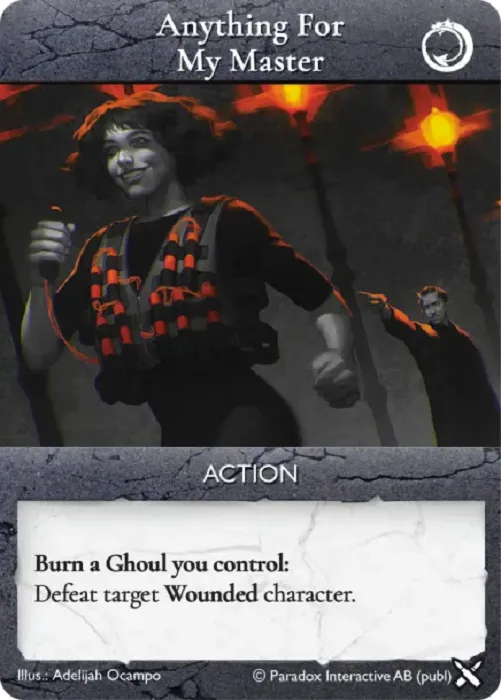 Anything For
My Master
ACTION
Burn a Ghoul you control:
Defeat target Wounded character.
Illus.: Adelijah Ocampo
© Paradox Interactive AB (publ)